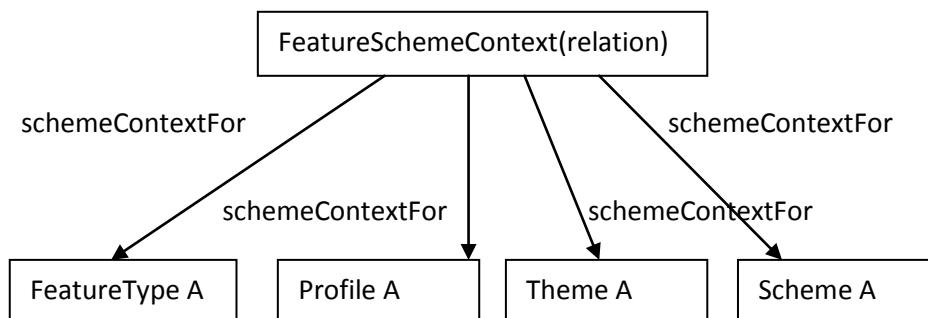 FeatureSchemeContext(relation)
schemeContextFor
schemeContextFor
schemeContextFor
schemeContextFor
FeatureType A
Profile A
Theme A
Scheme A